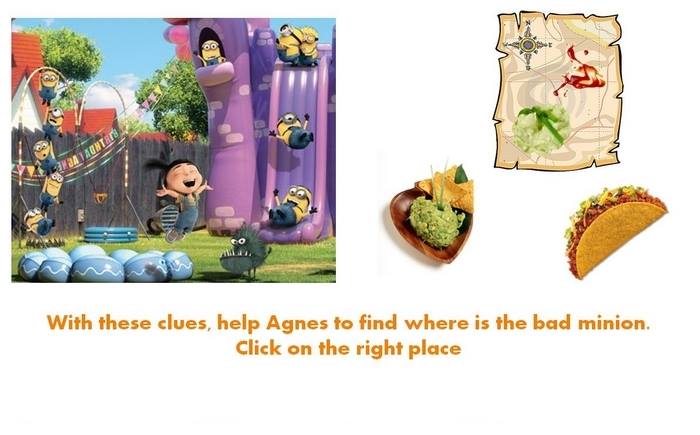 With these clues, help Agnes to find where is the bad minion.
Click on the right place